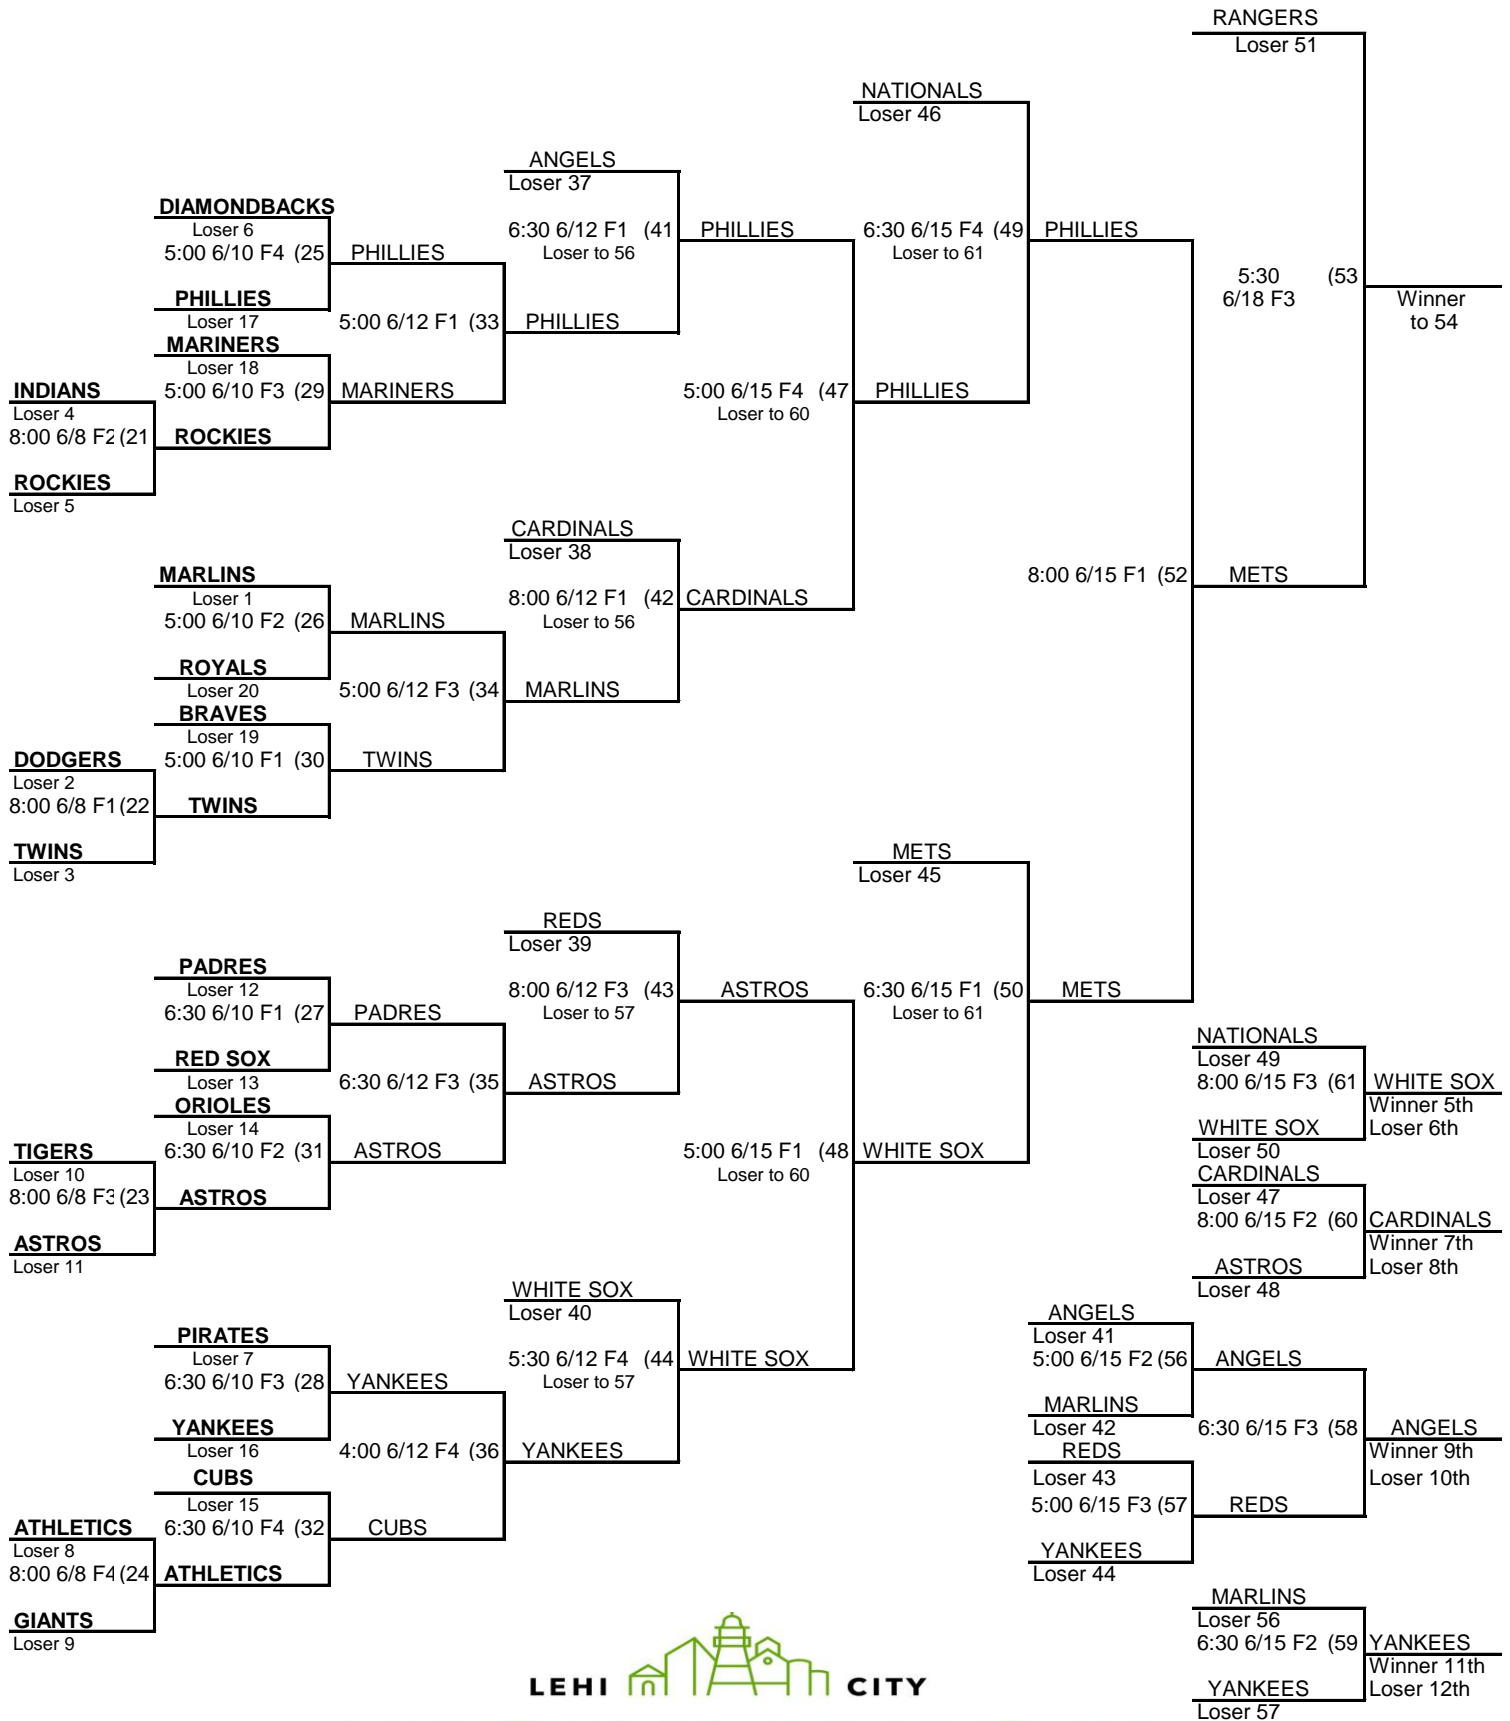 RANGERS
Loser 51
NATIONALS
Loser 46
ANGELS
Loser 37
DIAMONDBACKS
Loser 6
6:30 6/12 F1 (41
PHILLIES
6:30 6/15 F4 (49
PHILLIES
5:00 6/10 F4 (25
PHILLIES
Loser to 56
Loser to 61
5:30 (53
6/18 F3
Winner
to 54
PHILLIES
Loser 17
5:00 6/12 F1 (33
PHILLIES
MARINERS
Loser 18
INDIANS
5:00 6/10 F3 (29
MARINERS
5:00 6/15 F4 (47
PHILLIES
Loser 4
Loser to 60
8:00 6/8 F2 (21
ROCKIES
ROCKIES
Loser 5
CARDINALS
Loser 38
MARLINS
8:00 6/15 F1 (52
METS
Loser 1
8:00 6/12 F1 (42
CARDINALS
5:00 6/10 F2 (26
MARLINS
Loser to 56
ROYALS
Loser 20
5:00 6/12 F3 (34
MARLINS
BRAVES
Loser 19
DODGERS
5:00 6/10 F1 (30
TWINS
Loser 2
8:00 6/8 F1 (22
TWINS
TWINS
Loser 3
METS
Loser 45
REDS
Loser 39
PADRES
Loser 12
8:00 6/12 F3 (43
ASTROS
6:30 6/15 F1 (50
METS
6:30 6/10 F1 (27
PADRES
Loser to 57
Loser to 61
NATIONALS
Loser 49
RED SOX
Loser 13
6:30 6/12 F3 (35
ASTROS
8:00 6/15 F3 (61
WHITE SOX
Winner 5th
Loser 6th
ORIOLES
Loser 14
WHITE SOX
Loser 50
TIGERS
6:30 6/10 F2 (31
ASTROS
5:00 6/15 F1 (48
WHITE SOX
Loser 10
Loser to 60
CARDINALS
Loser 47
8:00 6/8 F3 (23
ASTROS
8:00 6/15 F2 (60
CARDINALS
Winner 7th
Loser 8th
ASTROS
Loser 11
ASTROS
Loser 48
WHITE SOX
Loser 40
ANGELS
Loser 41
PIRATES
Loser 7
5:30 6/12 F4 (44
WHITE SOX
5:00 6/15 F2 (56
ANGELS
6:30 6/10 F3 (28
YANKEES
Loser to 57
MARLINS
Loser 42
YANKEES
Loser 16
4:00 6/12 F4 (36
YANKEES
6:30 6/15 F3 (58
ANGELS
Winner 9th
Loser 10th
REDS
Loser 43
CUBS
Loser 15
5:00 6/15 F3 (57
REDS
ATHLETICS
6:30 6/10 F4 (32
CUBS
Loser 8
YANKEES
Loser 44
8:00 6/8 F4 (24
ATHLETICS
GIANTS
Loser 9
MARLINS
Loser 56
6:30 6/15 F2 (59
YANKEES
Winner 11th
Loser 12th
YANKEES
Loser 57
LEHI CITY